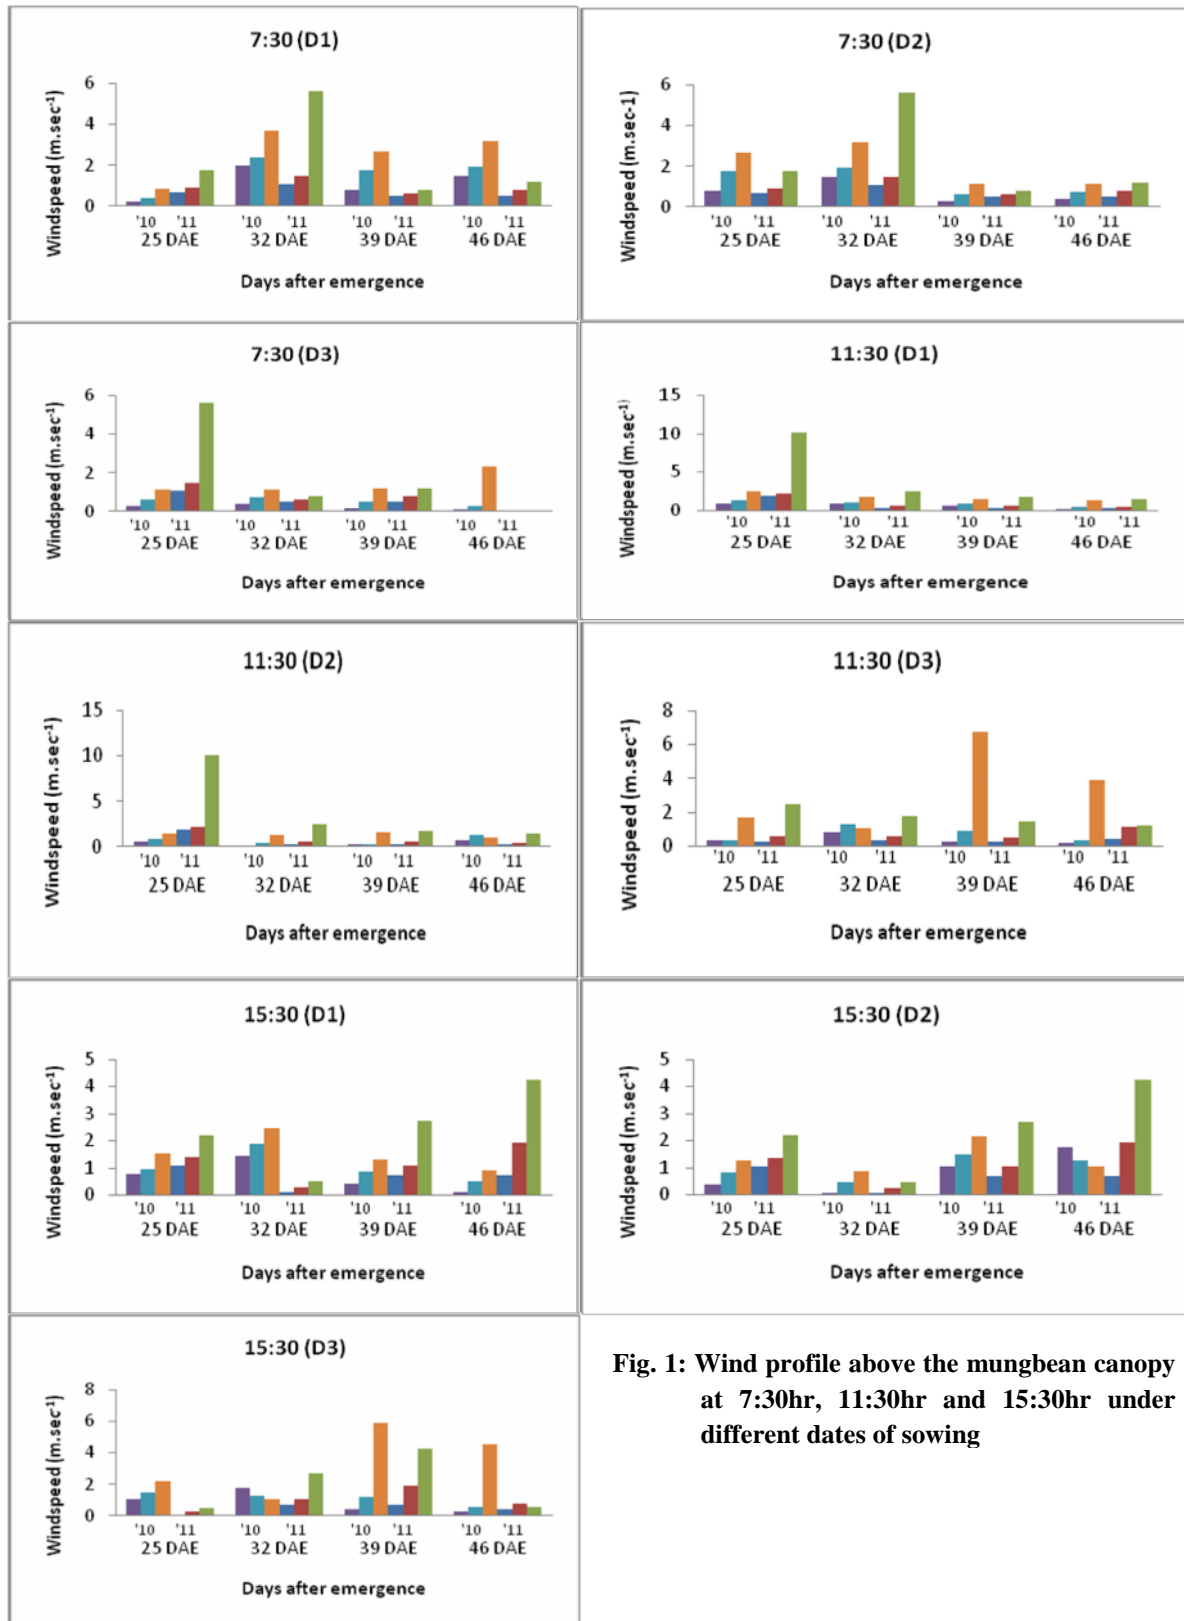 7:30 (D1)
Windspeed (m.sec⁻¹)
6
4
2
0
'10 '11 '10 '11 '10 '11 '10 '11
25 DAE 32 DAE 39 DAE 46 DAE
Days after emergence
7:30 (D2)
Windspeed (m.sec-1)
6
4
2
0
'10 '11 '10 '11 '10 '11 '10 '11
25 DAE 32 DAE 39 DAE 46 DAE
Days after emergence
7:30 (D3)
Windspeed (m.sec⁻¹)
6
4
2
0
'10 '11 '10 '11 '10 '11 '10 '11
25 DAE 32 DAE 39 DAE 46 DAE
Days after emergence
11:30 (D1)
Windspeed (m.sec⁻¹⁾
15
10
5
0
'10 '11 '10 '11 '10 '11 '10 '11
25 DAE 32 DAE 39 DAE 46 DAE
Days after emergence
11:30 (D2)
Windspeed (m.sec⁻¹)
15
10
5
0
'10 '11 '10 '11 '10 '11 '10 '11
25 DAE 32 DAE 39 DAE 46 DAE
Days after emergence
11:30 (D3)
Windspeed (m.sec⁻¹)
8
6
4
2
0
'10 '11 '10 '11 '10 '11 '10 '11
25 DAE 32 DAE 39 DAE 46 DAE
Days after emergence
15:30 (D1)
Windspeed (m.sec⁻¹)
5
4
3
2
1
0
'10 '11 '10 '11 '10 '11 '10 '11
25 DAE 32 DAE 39 DAE 46 DAE
Days after emergence
15:30 (D2)
Windspeed (m.sec⁻¹)
5
4
3
2
1
0
'10 '11 '10 '11 '10 '11 '10 '11
25 DAE 32 DAE 39 DAE 46 DAE
Days after emergence
15:30 (D3)
Windspeed (m.sec⁻¹)
8
6
4
2
0
'10 '11 '10 '11 '10 '11 '10 '11
25 DAE 32 DAE 39 DAE 46 DAE
Days after emergence
Fig. 1: Wind profile above the mungbean canopy
at 7:30hr, 11:30hr and 15:30hr under
different dates of sowing